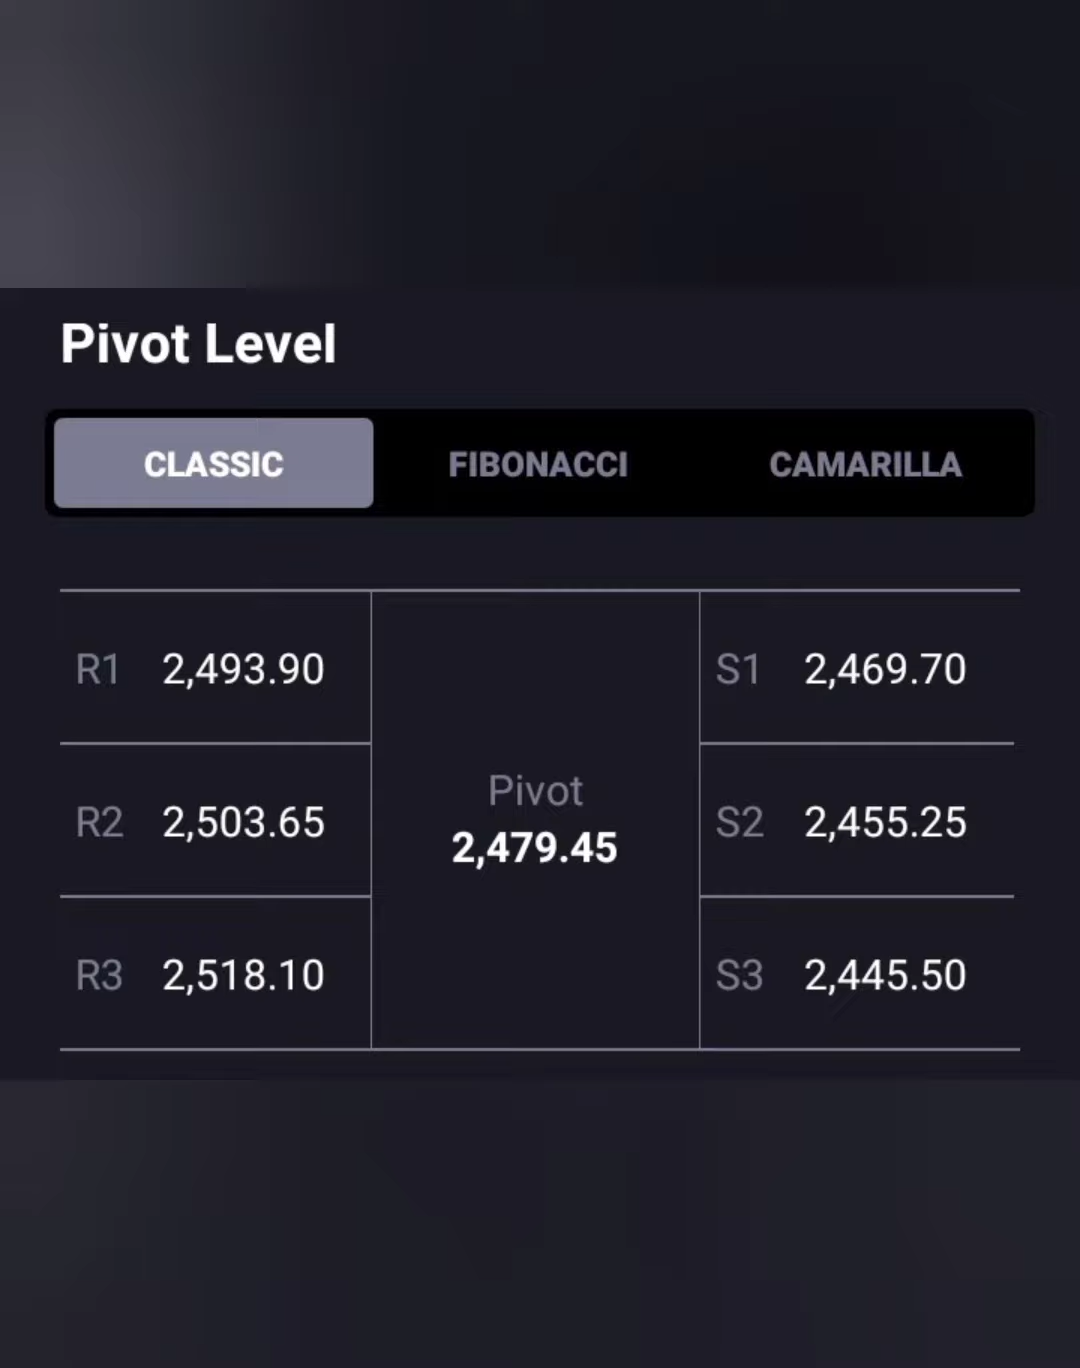 Pivot Level
CLASSIC FIBONACCI CAMARILLA
R1 2,493.90 S1 2,469.70
Pivot
R2 2,503.65 2,479.45 S2 2,455.25
R3 2,518.10 S3 2,445.50